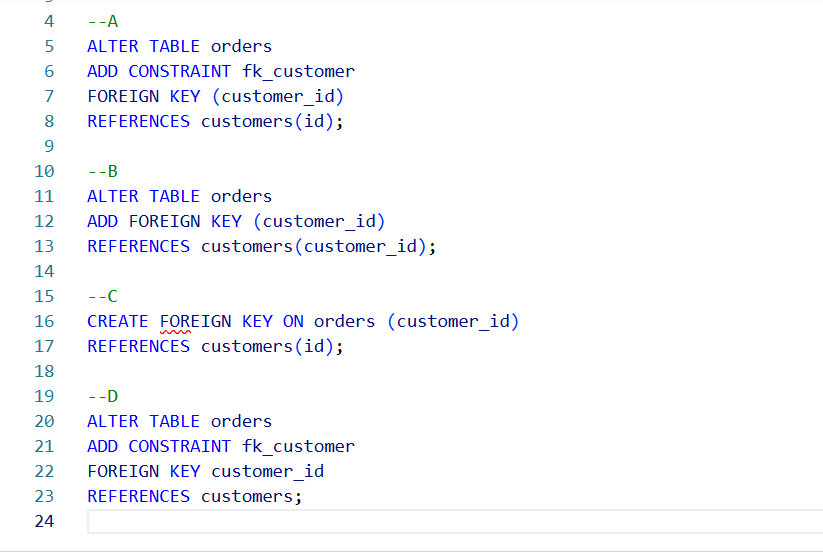 4 --A
5 ALTER TABLE orders
6 ADD CONSTRAINT fk_customer
7 FOREIGN KEY (customer_id)
8 REFERENCES customers(id);
9
10 --B
11 ALTER TABLE orders
12 ADD FOREIGN KEY (customer_id)
13 REFERENCES customers(customer_id);
14
15 --C
16 CREATE FOREIGN KEY ON orders (customer_id)
17 REFERENCES customers(id);
18
19 --D
20 ALTER TABLE orders
21 ADD CONSTRAINT fk_customer
22 FOREIGN KEY customer_id
23 REFERENCES customers;
24